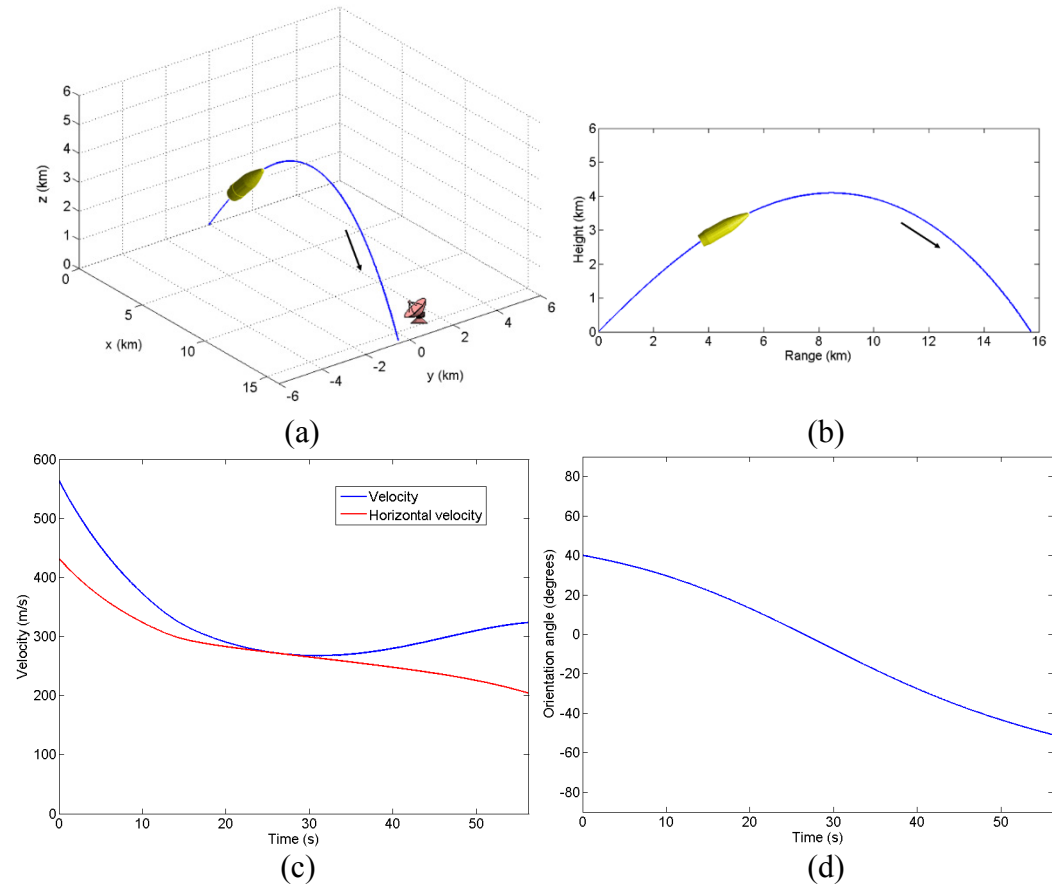 6
5
4
3
2
1
0
z (km)
0
5
10
15
x (km)
-6
-4
-2
0
2
4
6
y (km)
(a)
6
5
4
3
2
1
0
Height (km)
0 2 4 6 8 10 12 14 16
Range (km)
(b)
600
500
400
300
200
100
0
Velocity (m/s)
Velocity
Horizontal velocity
0 10 20 30 40 50
Time (s)
(c)
80
60
40
20
0
-20
-40
-60
-80
Orientation angle (degrees)
0 10 20 30 40 50
Time (s)
(d)